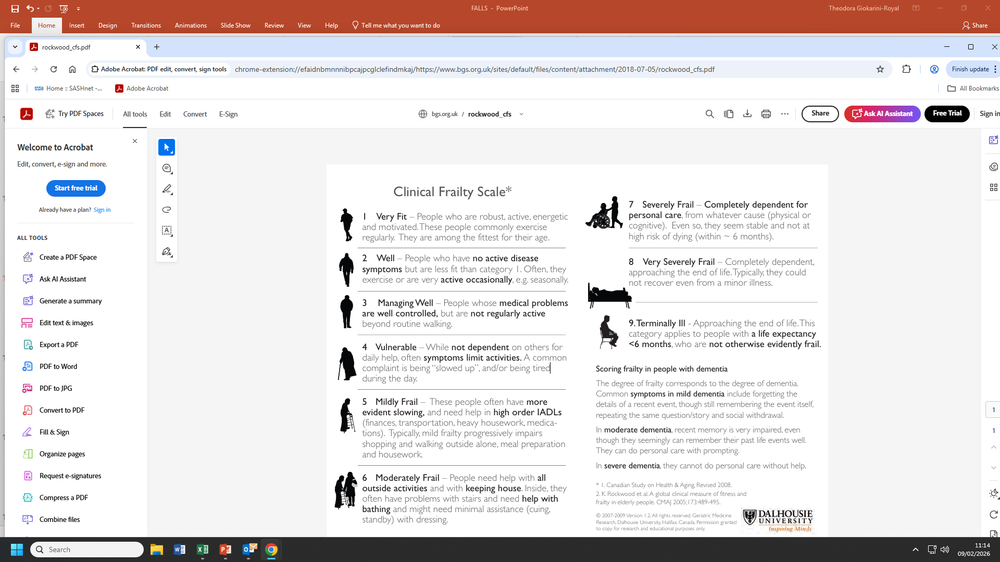 FALLS - PowerPoint
Theodora Giokarini-Royal
File Home Insert Design Transitions Animations Slide Show Review View Help Tell me what you want to do
Share
rockwood_cfs.pdf
Adobe Acrobat: PDF edit, convert, sign tools
chrome-extension://efaidnbmnnnibpcajpcglclefindmkaj/https://www.bgs.org.uk/sites/default/files/content/attachment/2018-07-05/rockwood_cfs.pdf
Finish update
NHS Home :: SASHnet -...
Adobe Acrobat
All Bookmarks
Try PDF Spaces
All tools Edit Convert E-Sign
bgs.org.uk / rockwood_cfs
Share
Ask AI Assistant
Free Trial
Sign in
Welcome to Acrobat
Edit, convert, e-sign and more.
Start free trial
Already have a plan? Sign in
ALL TOOLS
Create a PDF Space
Ask AI Assistant
Generate a summary
Edit text & images
Export a PDF
PDF to Word
PDF to JPG
Convert to PDF
Fill & Sign
Organize pages
Request e-signatures
Compress a PDF
Combine files
Clinical Frailty Scale*
1 Very Fit – People who are robust, active, energetic
and motivated. These people commonly exercise
regularly. They are among the fittest for their age.
2 Well – People who have no active disease
symptoms but are less fit than category 1. Often, they
exercise or are very active occasionally, e.g. seasonally.
3 Managing Well – People whose medical problems
are well controlled, but are not regularly active
beyond routine walking.
4 Vulnerable – While not dependent on others for
daily help, often symptoms limit activities. A common
complaint is being “slowed up”, and/or being tired
during the day.
5 Mildly Frail – These people often have more
evident slowing, and need help in high order IADLs
(finances, transportation, heavy housework, medica-
tions). Typically, mild frailty progressively impairs
shopping and walking outside alone, meal preparation
and housework.
6 Moderately Frail – People need help with all
outside activities and with keeping house. Inside, they
often have problems with stairs and need help with
bathing and might need minimal assistance (cuing,
standby) with dressing.
7 Severely Frail – Completely dependent for
personal care, from whatever cause (physical or
cognitive). Even so, they seem stable and not at
high risk of dying (within ~ 6 months).
8 Very Severely Frail – Completely dependent,
approaching the end of life. Typically, they could
not recover even from a minor illness.
9. Terminally Ill - Approaching the end of life. This
category applies to people with a life expectancy
<6 months, who are not otherwise evidently frail.
Scoring frailty in people with dementia
The degree of frailty corresponds to the degree of dementia.
Common symptoms in mild dementia include forgetting the
details of a recent event, though still remembering the event itself,
repeating the same question/story and social withdrawal.
In moderate dementia, recent memory is very impaired, even
though they seemingly can remember their past life events well.
They can do personal care with prompting.
In severe dementia, they cannot do personal care without help.
* 1. Canadian Study on Health & Aging, Revised 2008.
2. K. Rockwood et al. A global clinical measure of fitness and
frailty in elderly people. CMAJ 2005;173:489-495.
© 2007-2009. Version 1.2. All rights reserved. Geriatric Medicine
Research, Dalhousie University, Halifax, Canada. Permission granted
to copy for research and educational purposes only.
DALHOUSIE
UNIVERSITY
Inspiring Minds
1
1
Search
11:14
09/02/2026